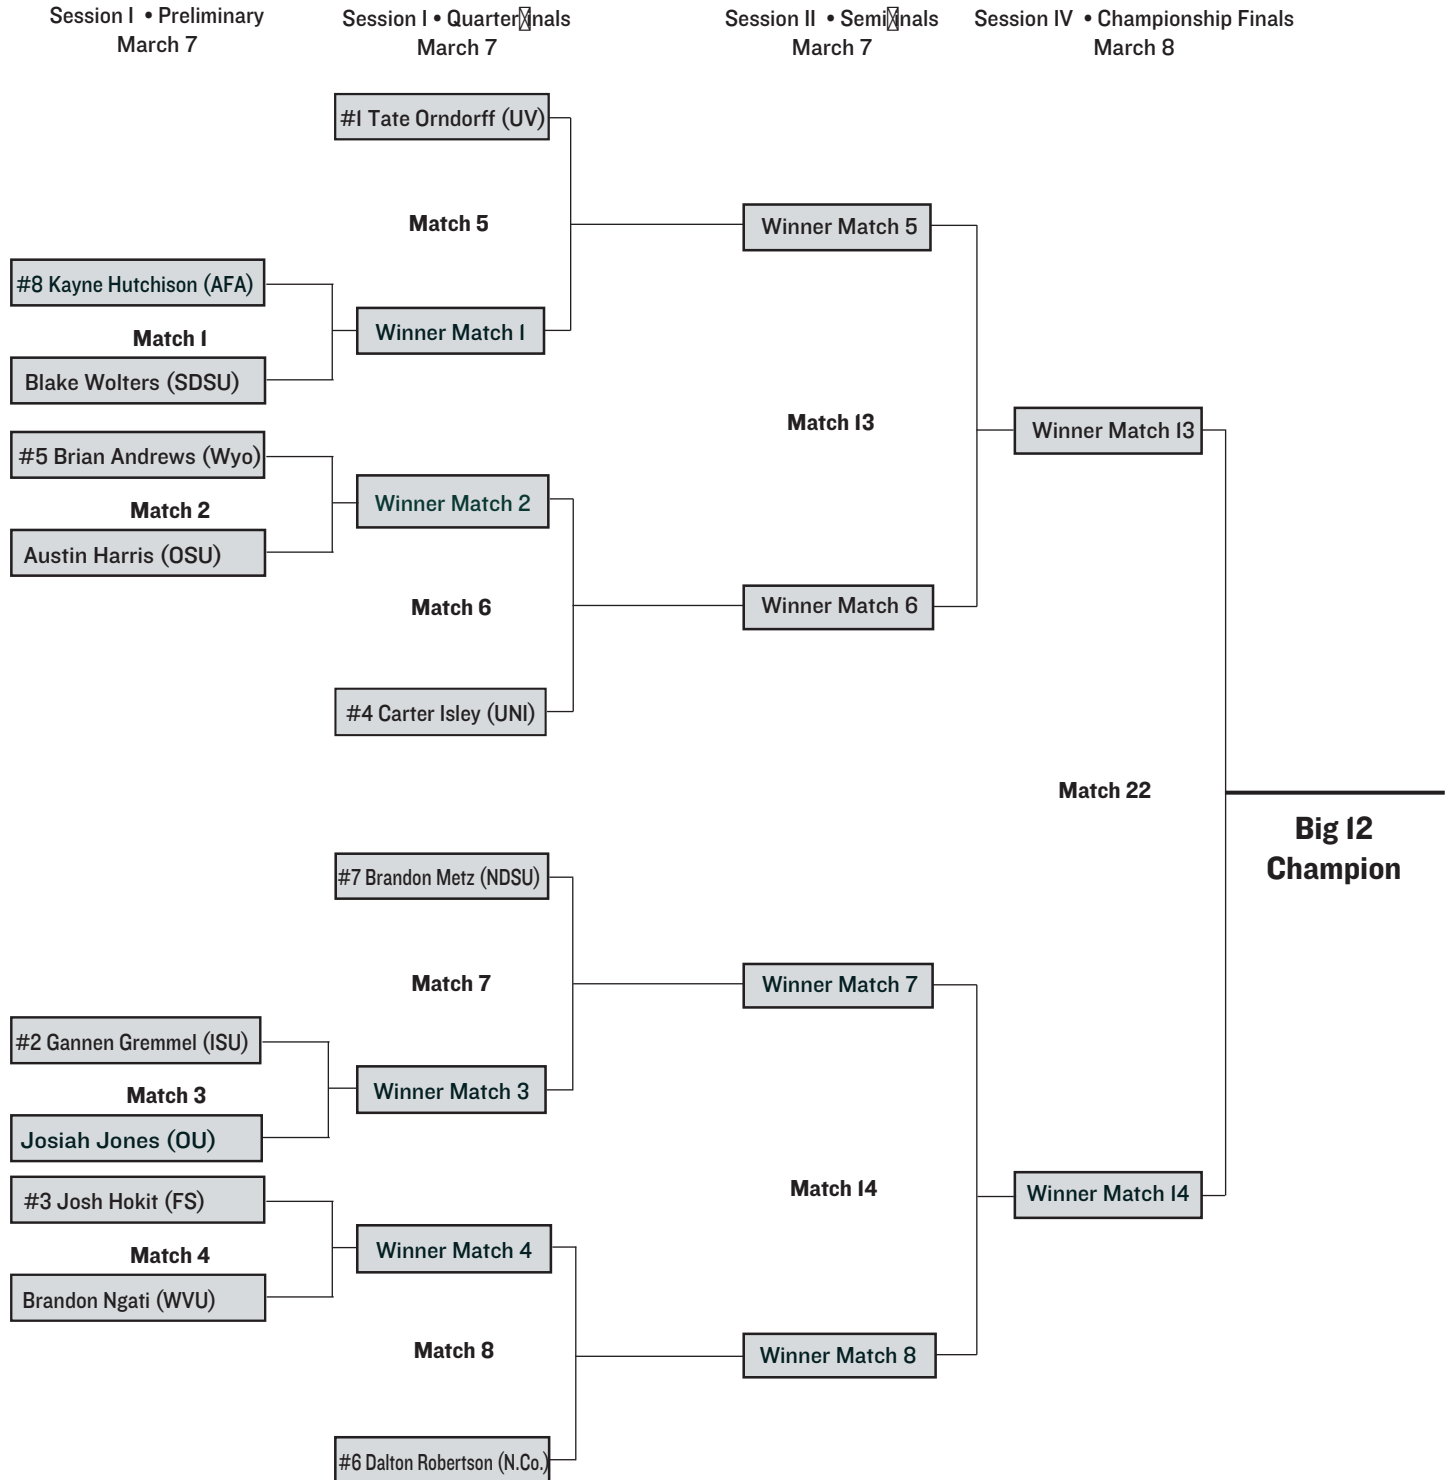 Session I • Preliminary
March 7
Session I • Quarter☒nals
March 7
Session II • Semi☒nals
March 7
Session IV • Championship Finals
March 8
#1 Tate Orndorff (UV)
Match 5
#8 Kayne Hutchison (AFA)
Match 1
Blake Wolters (SDSU)
Winner Match 1
Winner Match 5
#5 Brian Andrews (Wyo)
Match 2
Austin Harris (OSU)
Winner Match 2
Match 6
#4 Carter Isley (UNI)
Winner Match 6
Match 13
Winner Match 13
Match 22
Big 12
Champion
#7 Brandon Metz (NDSU)
Match 7
#2 Gannen Gremmel (ISU)
Match 3
Josiah Jones (OU)
Winner Match 3
Winner Match 7
#3 Josh Hokit (FS)
Match 4
Brandon Ngati (WVU)
Winner Match 4
Match 8
#6 Dalton Robertson (N.Co.)
Winner Match 8
Match 14
Winner Match 14